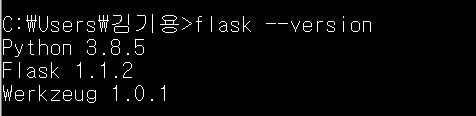 C:₩Users₩김기용>flask --version
Python 3.8.5
Flask 1.1.2
Werkzeug 1.0.1